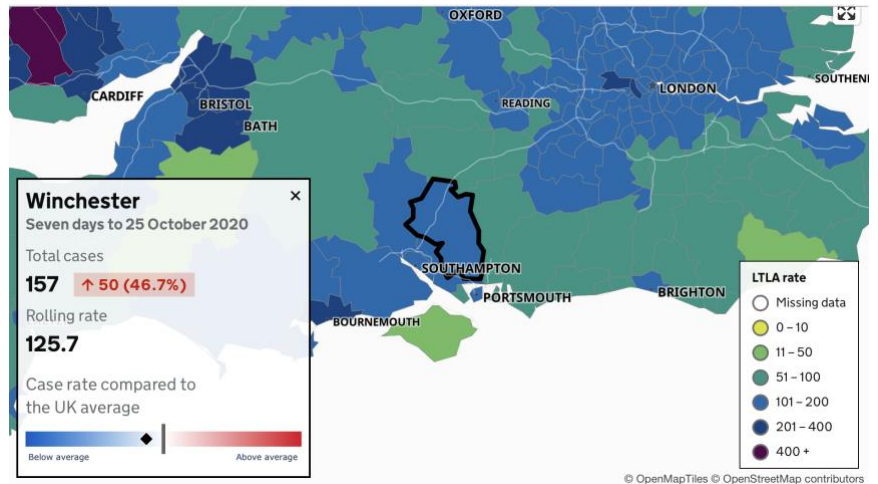 OXFORD
CARDIFF
BRISTOL
BATH
READING
LONDON
SOUTHEN
Winchester
×
Seven days to 25 October 2020
Total cases
157 ↑ 50 (46.7%)
Rolling rate
125.7
Case rate compared to
the UK average
Below average Above average
SOUTHAMPTON
PORTSMOUTH
BRIGHTON
BOURNEMOUTH
LTLA rate
Missing data
0 – 10
11 – 50
51 – 100
101 – 200
201 – 400
400 +
© OpenMapTiles © OpenStreetMap contributors